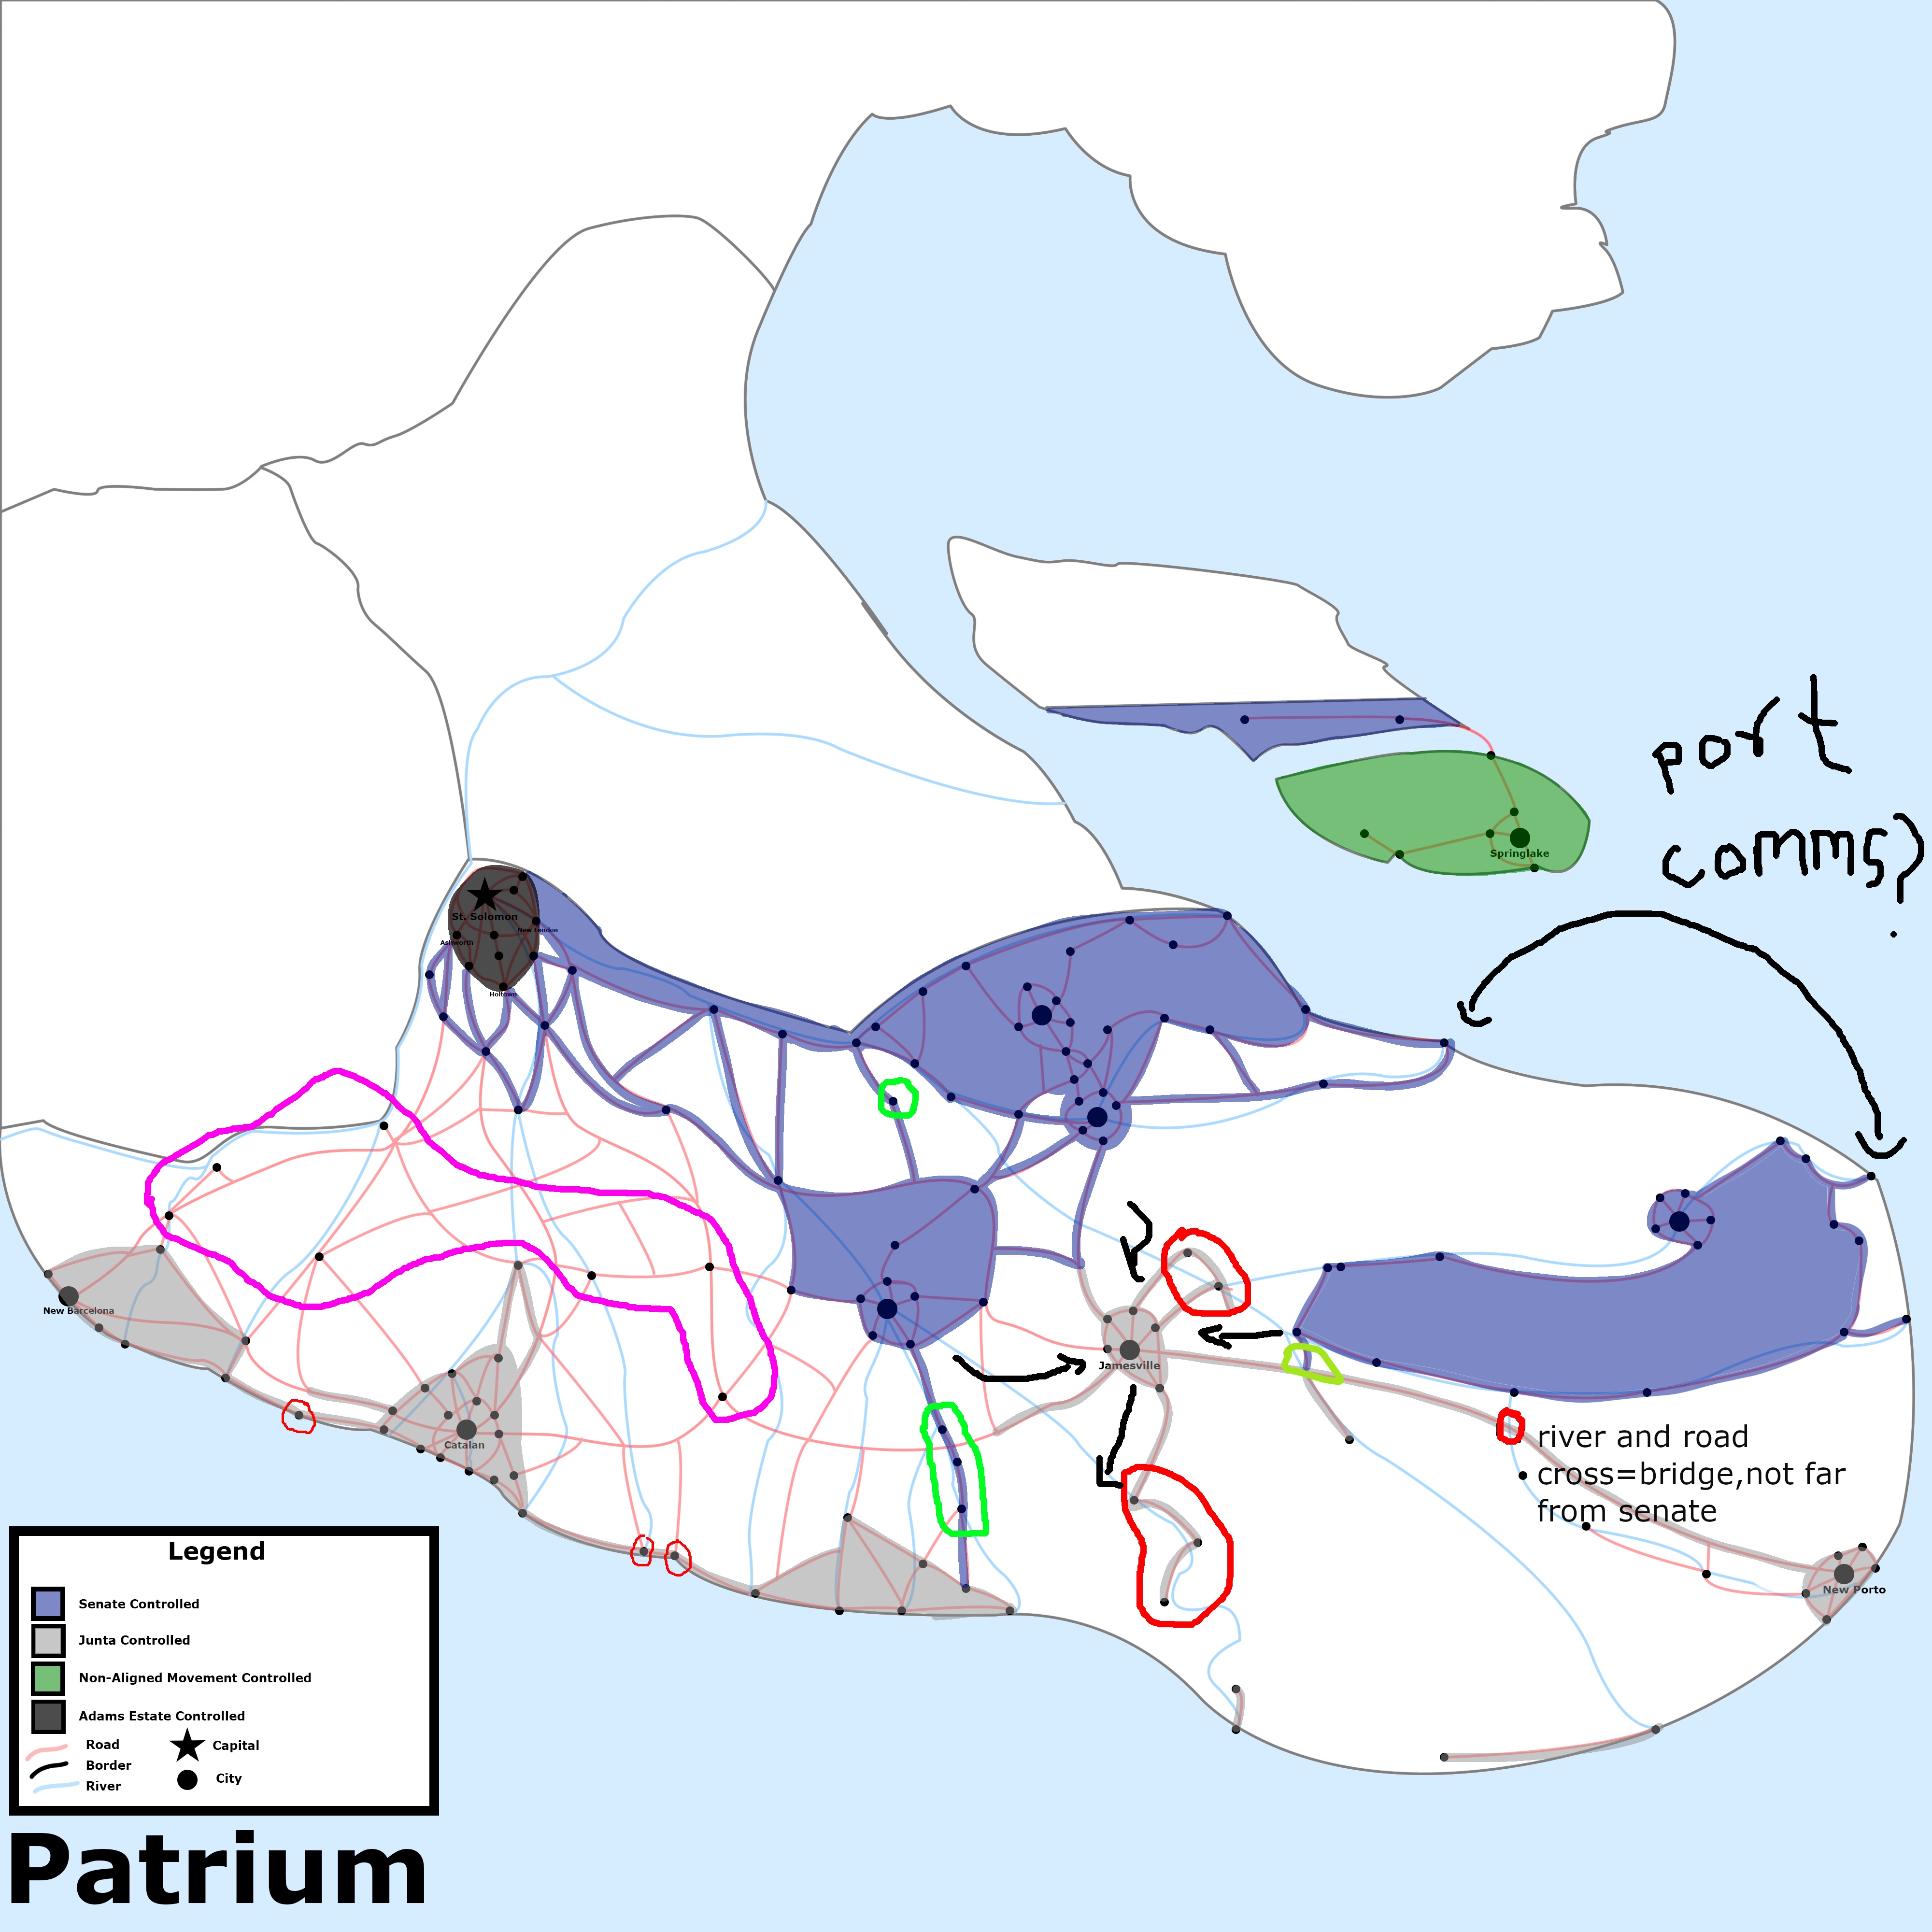 port
comms?
Springlake
St. Solomon
New London
Ashworth
Holtown
New Barcelona
Jamesville
Catalan
river and road
cross=bridge,not far
from senate
New Porto
Legend
Senate Controlled
Junta Controlled
Non-Aligned Movement Controlled
Adams Estate Controlled
Road
Capital
Border
River
City
Patrium